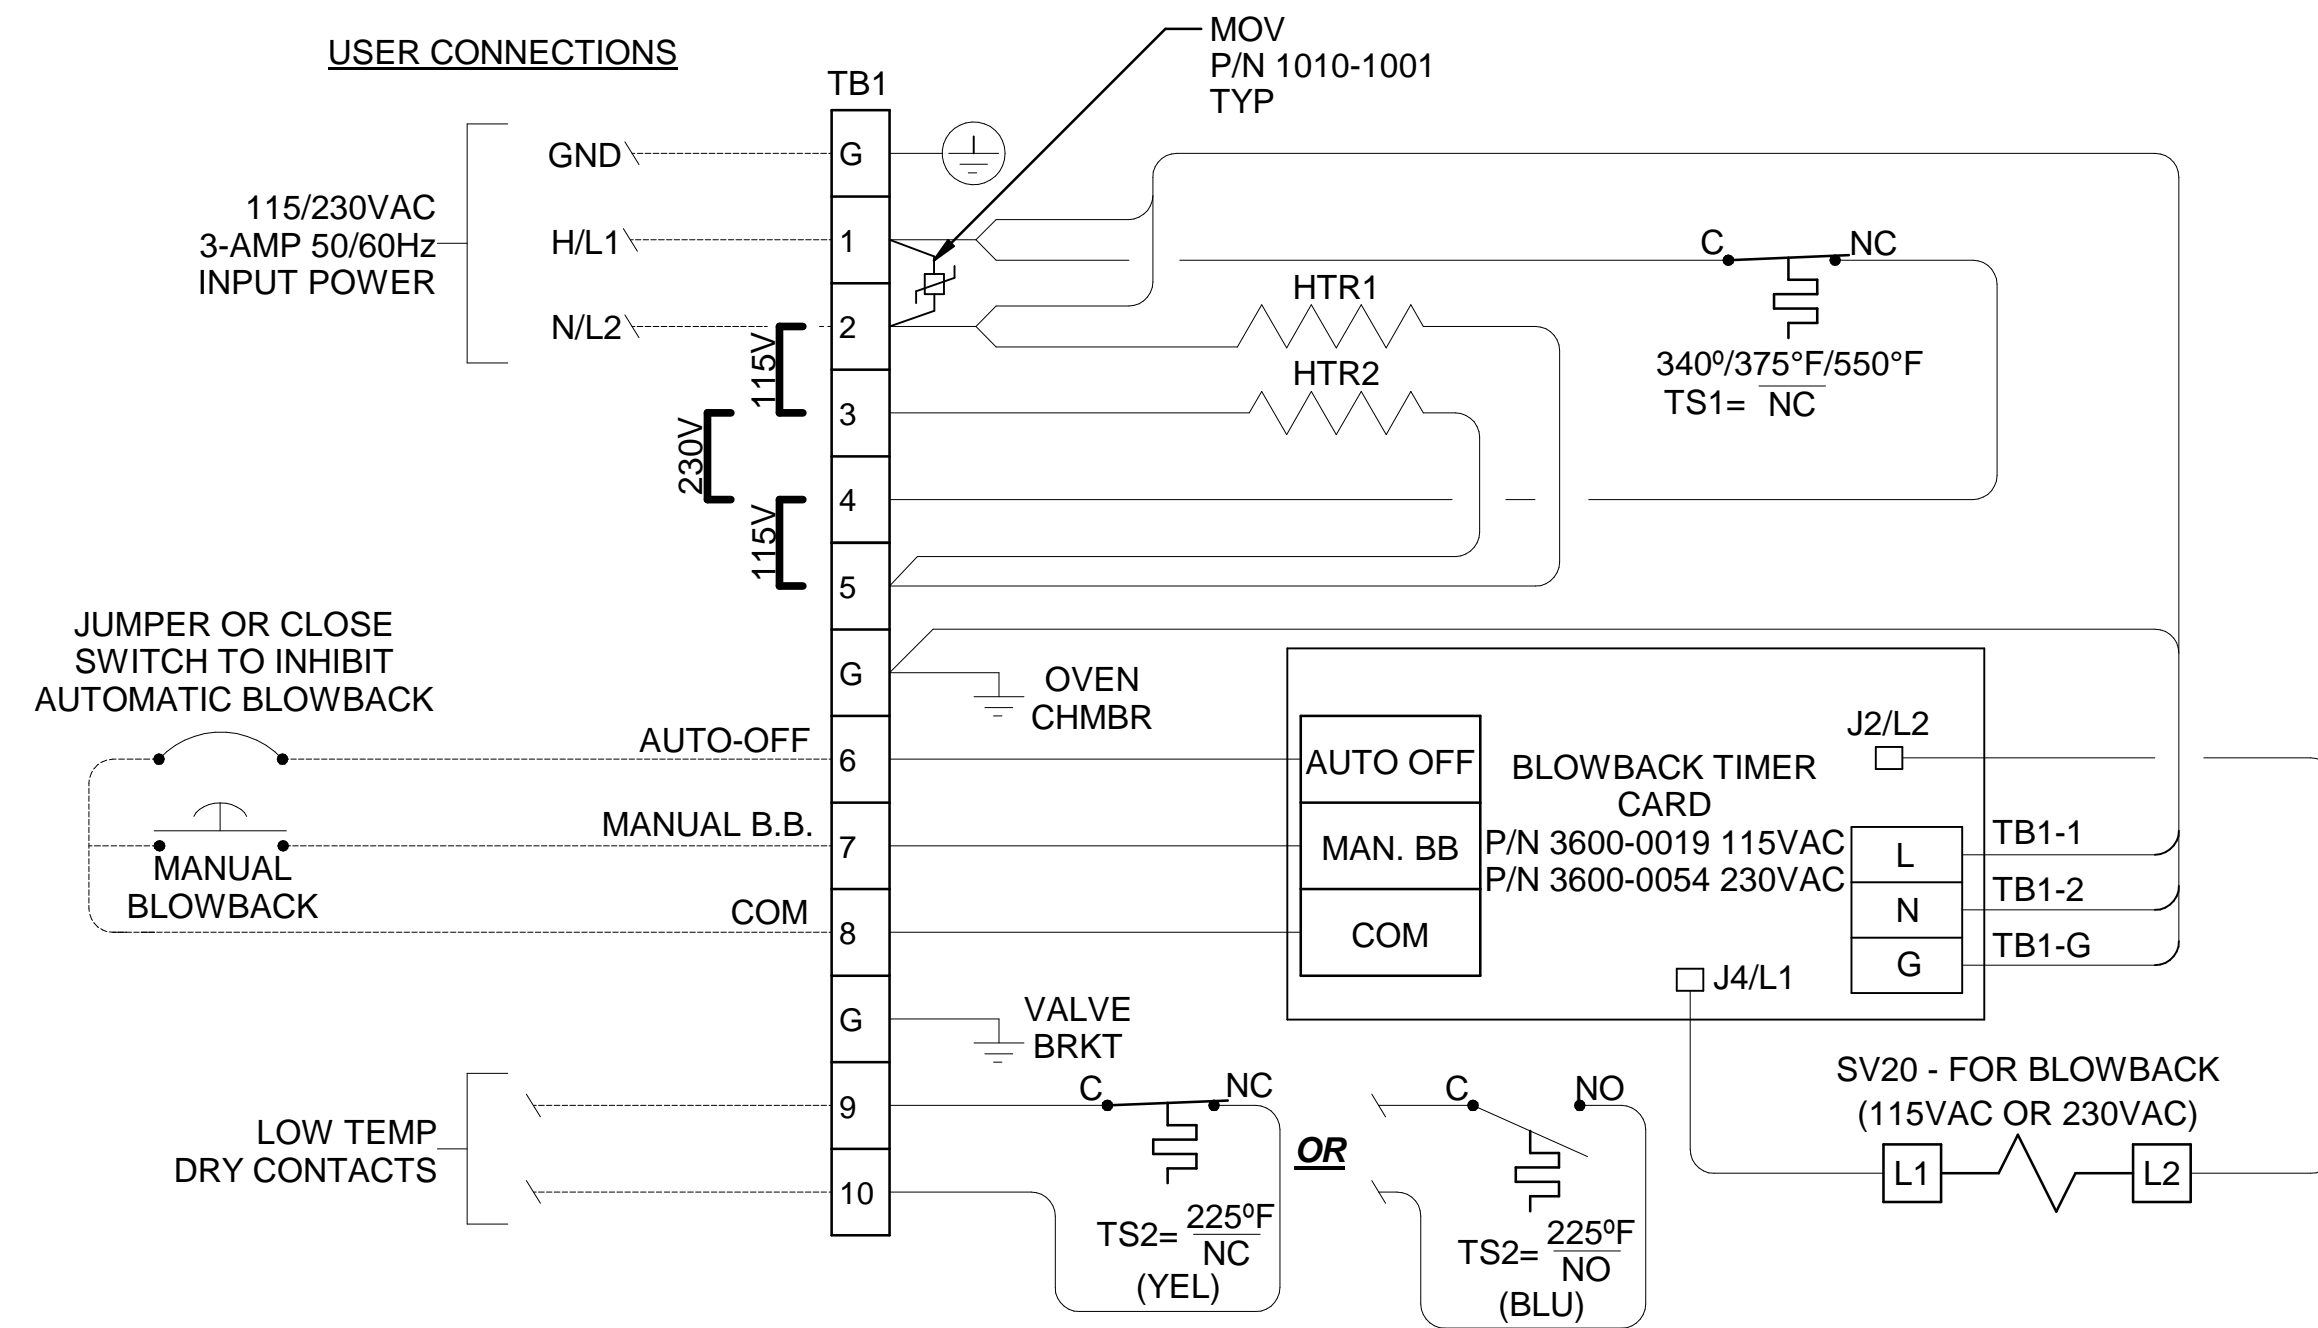 USER CONNECTIONS
MOV
P/N 1010-1001
TYP
TB1
GND
G
115/230VAC
3-AMP 50/60Hz
INPUT POWER
H/L1
1
N/L2
2
115V
3
230V
4
115V
5
HTR1
HTR2
C
NC
340º/375°F/550°F
TS1= NC
JUMPER OR CLOSE
SWITCH TO INHIBIT
AUTOMATIC BLOWBACK
G
OVEN
CHMBR
AUTO-OFF
6
MANUAL B.B.
7
MANUAL
BLOWBACK
COM
8
AUTO OFF
MAN. BB
COM
BLOWBACK TIMER
CARD
P/N 3600-0019 115VAC
P/N 3600-0054 230VAC
J2/L2
L
N
G
TB1-1
TB1-2
TB1-G
J4/L1
G
VALVE
BRKT
LOW TEMP
DRY CONTACTS
9
10
C
NC
225ºF
TS2= NC
(YEL)
OR
C
NO
225ºF
TS2= NO
(BLU)
SV20 - FOR BLOWBACK
(115VAC OR 230VAC)
L1
L2